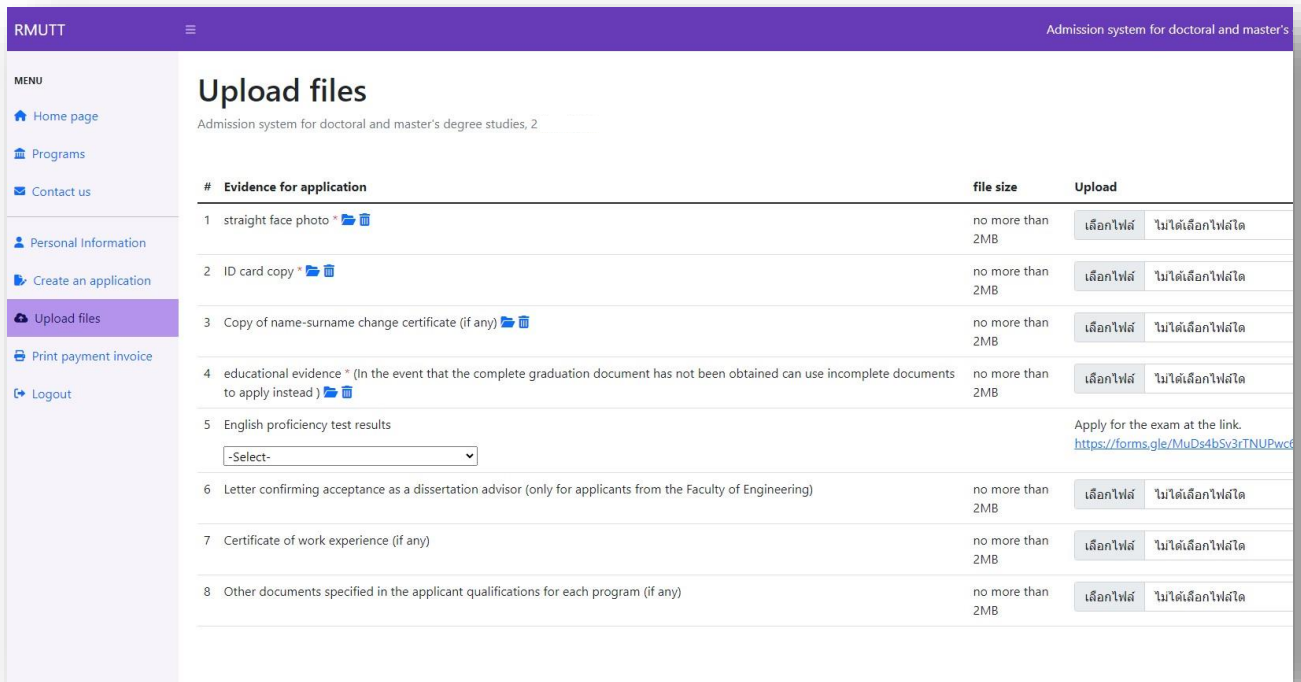 RMUTT
Admission system for doctoral and master's
MENU
Home page
Programs
Contact us
Personal Information
Create an application
Upload files
Print payment invoice
Logout
Upload files
Admission system for doctoral and master's degree studies, 2
# Evidence for application file size Upload
1 straight face photo * no more than 2MB เลือกไฟล์ ไม่ได้เลือกไฟล์ใด
2 ID card copy * no more than 2MB เลือกไฟล์ ไม่ได้เลือกไฟล์ใด
3 Copy of name-surname change certificate (if any) no more than 2MB เลือกไฟล์ ไม่ได้เลือกไฟล์ใด
4 educational evidence * (In the event that the complete graduation document has not been obtained can use incomplete documents
to apply instead ) no more than 2MB เลือกไฟล์ ไม่ได้เลือกไฟล์ใด
5 English proficiency test results Apply for the exam at the link.
-Select- https://forms.gle/MuDs4bSv3rTNUPwc6
6 Letter confirming acceptance as a dissertation advisor (only for applicants from the Faculty of Engineering) no more than 2MB เลือกไฟล์ ไม่ได้เลือกไฟล์ใด
7 Certificate of work experience (if any) no more than 2MB เลือกไฟล์ ไม่ได้เลือกไฟล์ใด
8 Other documents specified in the applicant qualifications for each program (if any) no more than 2MB เลือกไฟล์ ไม่ได้เลือกไฟล์ใด